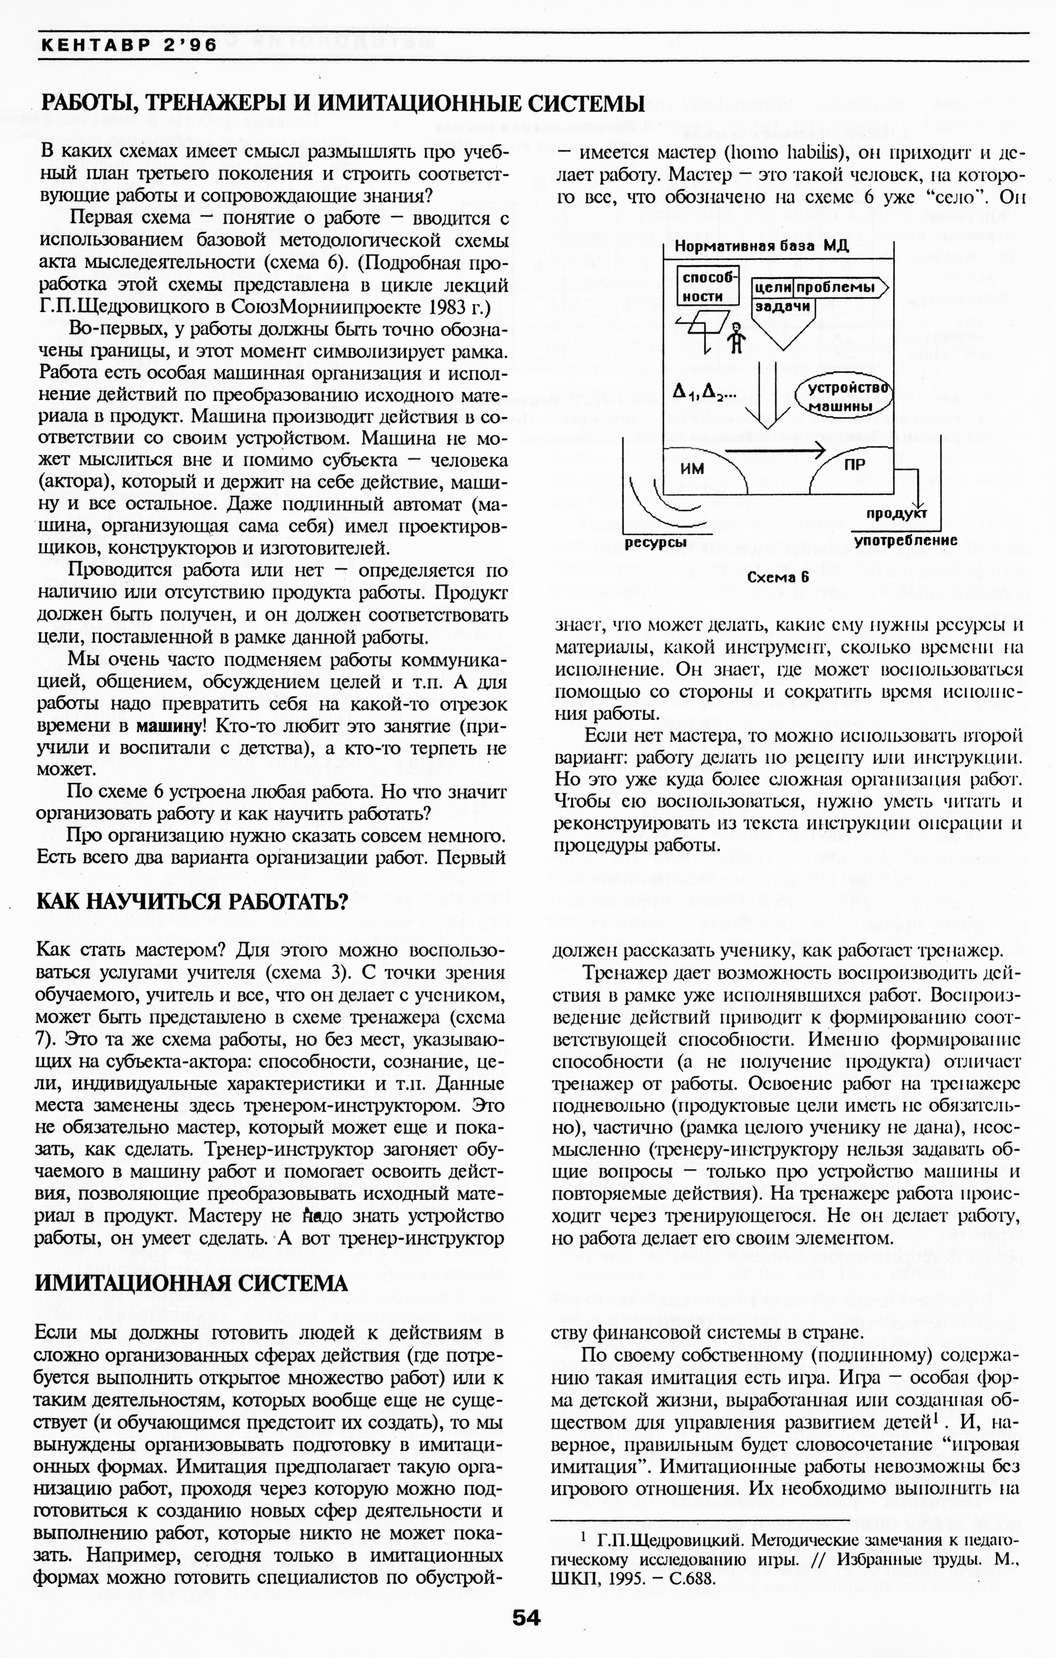 КЕНТАВР 2’96
РАБОТЫ, ТРЕНАЖЕРЫ И ИМИТАЦИОННЫЕ СИСТЕМЫ
В каких схемах имеет смысл размышлять про учеб-
ный план третьего поколения и строить соответст-
вующие работы и сопровождающие знания?
Первая схема — понятие о работе — вводится с
использованием базовой методологической схемы
акта мыследеятельности (схема 6). (Подробная про-
работка этой схемы представлена в цикле лекций
Г.П.Щедровицкого в СоюзМорниипроекте 1983 г.)
Во-первых, у работы должны быть точно обозна-
чены границы, и этот момент символизирует рамка.
Работа есть особая машинная организация и испол-
нение действий по преобразованию исходного мате-
риала в продукт. Машина производит действия в со-
ответствии со своим устройством. Машина не мо-
жет мыслиться вне и помимо субъекта — человека
(актора), который и держит на себе действие, маши-
ну и все остальное. Даже подлинный автомат (ма-
шина, организующая сама себя) имел проектиров-
щиков, конструкторов и изготовителей.
Проводится работа или нет — определяется по
наличию или отсутствию продукта работы. Продукт
должен быть получен, и он должен соответствовать
цели, поставленной в рамке данной работы.
Мы очень часто подменяем работы коммуника-
цией, общением, обсуждением целей и т.п. А для
работы надо превратить себя на какой-то отрезок
времени в машину! Кто-то любит это занятие (при-
учили и воспитали с детства), а кто-то терпеть не
может.
По схеме 6 устроена любая работа. Но что значит
организовать работу и как научить работать?
Про организацию нужно сказать совсем немного.
Есть всего два варианта организации работ. Первый
— имеется мастер (homo habilis), он приходит и де-
лает работу. Мастер — это такой человек, на которо-
го все, что обозначено на схеме 6 уже “село”. Он
Нормативная база МД
способ-
ности
цели проблемы
задачи
Δ1, Δ2...
устройство
машины
ИМ
ПР
продукт
ресурсы
употребление
Схема 6
знает, что может делать, какие ему нужны ресурсы и
материалы, какой инструмент, сколько времени на
исполнение. Он знает, где может воспользоваться
помощью со стороны и сократить время исполне-
ния работы.
Если нет мастера, то можно использовать второй
вариант: работу делать по рецепту или инструкции.
Но это уже куда более сложная организация работ.
Чтобы ею воспользоваться, нужно уметь читать и
реконструировать из текста инструкции операции и
процедуры работы.
КАК НАУЧИТЬСЯ РАБОТАТЬ?
Как стать мастером? Для этого можно воспользо-
ваться услугами учителя (схема 3). С точки зрения
обучаемого, учитель и все, что он делает с учеником,
может быть представлено в схеме тренажера (схема
7). Это та же схема работы, но без мест, указываю-
щих на субъекта-актора: способности, сознание, це-
ли, индивидуальные характеристики и т.п. Данные
места заменены здесь тренером-инструктором. Это
не обязательно мастер, который может еще и пока-
зать, как сделать. Тренер-инструктор загоняет обу-
чаемого в машину работ и помогает освоить дейст-
вия, позволяющие преобразовывать исходный мате-
риал в продукт. Мастеру не надо знать устройство
работы, он умеет сделать. А вот тренер-инструктор
должен рассказать ученику, как работает тренажер.
Тренажер дает возможность воспроизводить дей-
ствия в рамке уже исполнявшихся работ. Воспроиз-
ведение действий приводит к формированию соот-
ветствующей способности. Именно формирование
способности (а не получение продукта) отличает
тренажер от работы. Освоение работ на тренажере
подневольно (продуктовые цели иметь не обязатель-
но), частично (рамка целого ученику не дана), неос-
мысленно (тренеру-инструктору нельзя задавать об-
щие вопросы — только про устройство машины и
повторяемые действия). На тренажере работа проис-
ходит через тренирующегося. Не он делает работу,
но работа делает его своим элементом.
ИМИТАЦИОННАЯ СИСТЕМА
Если мы должны готовить людей к действиям в
сложно организованных сферах действия (где потре-
буется выполнить открытое множество работ) или к
таким деятельностям, которых вообще еще не суще-
ствует (и обучающимся предстоит их создать), то мы
вынуждены организовывать подготовку в имитаци-
онных формах. Имитация предполагает такую орга-
низацию работ, проходя через которую можно под-
готовиться к созданию новых сфер деятельности и
выполнению работ, которые никто не может пока-
зать. Например, сегодня только в имитационных
формах можно готовить специалистов по обустрой-
ству финансовой системы в стране.
По своему собственному (подлинному) содержа-
нию такая имитация есть игра. Игра — особая фор-
ма детской жизни, выработанная или созданная об-
ществом для управления развитием детей¹. И, на-
верное, правильным будет словосочетание “игровая
имитация”. Имитационные работы невозможны без
игрового отношения. Их необходимо выполнить на
¹ Г.П.Щедровицкий. Методические замечания к педаго-
гическому исследованию игры. // Избранные труды. М.,
ШКП, 1995. — С.688.
54